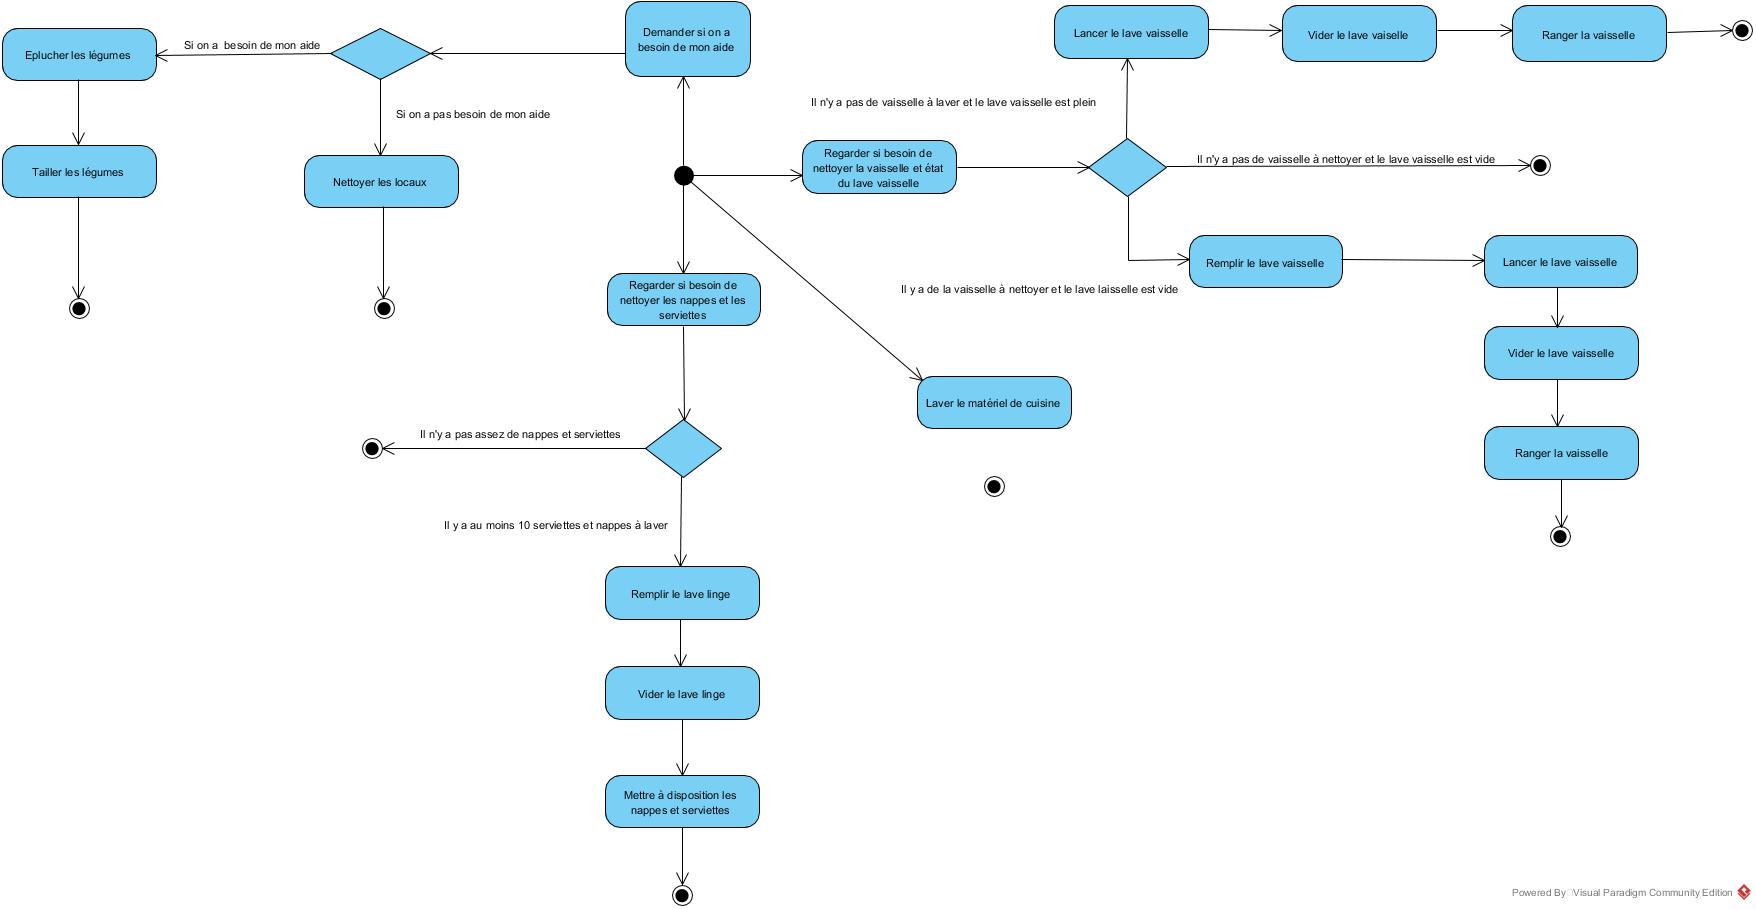 Demander si on a
besoin de mon aide
Si on a  besoin de mon aide
Eplucher les légumes
Si on a pas besoin de mon aide
Tailler les légumes
Nettoyer les locaux
Lancer le lave vaisselle
Vider le lave vaiselle
Ranger la vaisselle
Il n'y a pas de vaisselle à laver et le lave vaisselle est plein
Regarder si besoin de
nettoyer la vaisselle et état
du lave vaisselle
Il n'y a pas de vaisselle à nettoyer et le lave vaisselle est vide
Remplir le lave vaisselle
Lancer le lave vaisselle
Il y a de la vaisselle à nettoyer et le lave laisselle est vide
Vider le lave vaisselle
Ranger la vaisselle
Regarder si besoin de
nettoyer les nappes et les
serviettes
Laver le matériel de cuisine
Il n'y a pas assez de nappes et serviettes
Il y a au moins 10 serviettes et nappes à laver
Remplir le lave linge
Vider le lave linge
Mettre à disposition les
nappes et serviettes
Powered By Visual Paradigm Community Edition